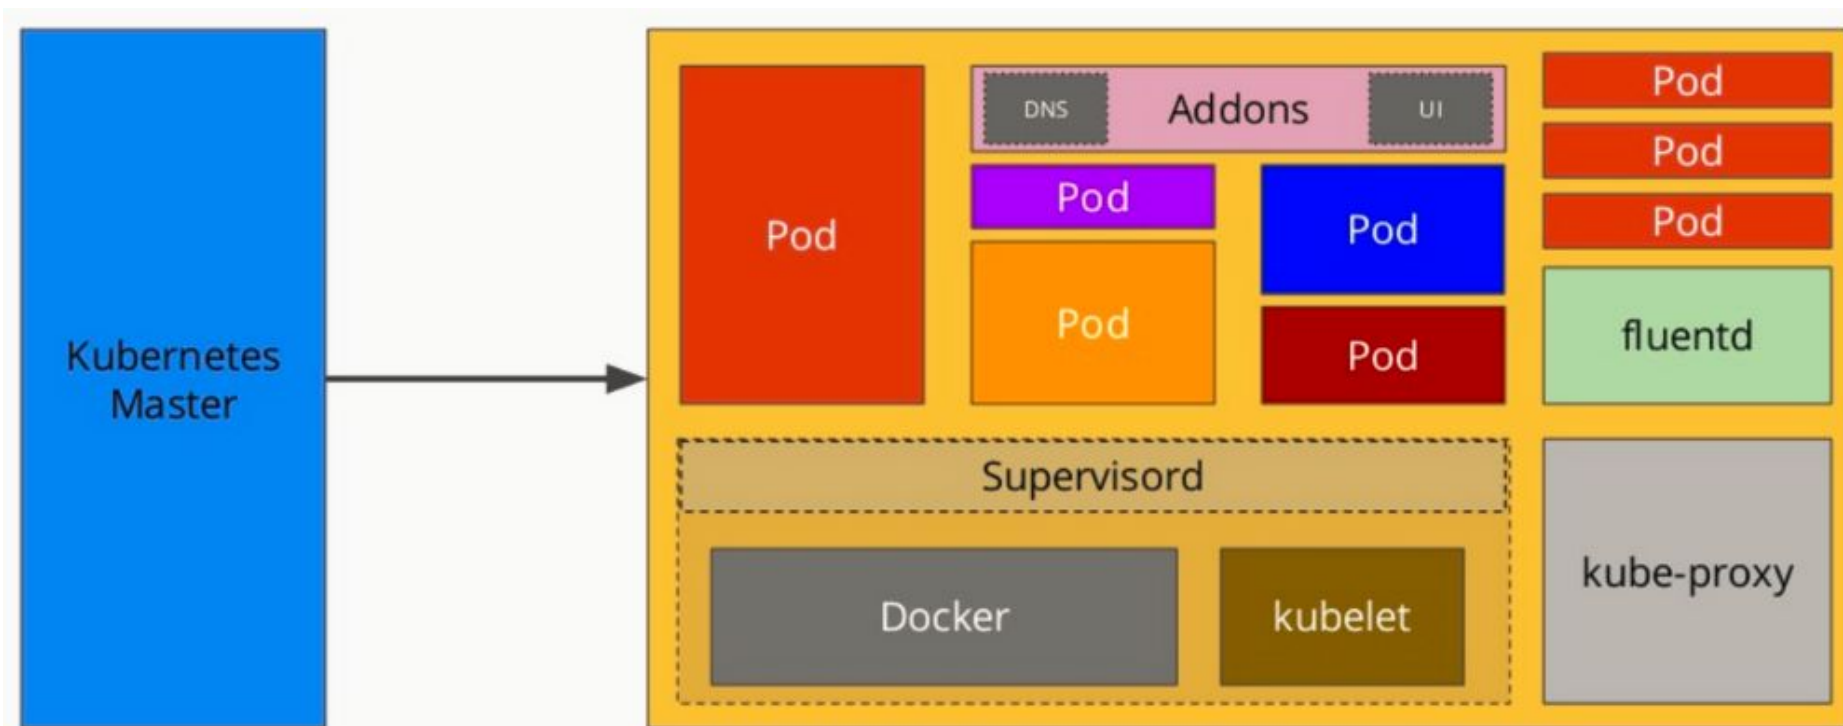 Kubernetes
Master
Pod
DNS
Addons
UI
Pod
Pod
Pod
Pod
Pod
Pod
Pod
fluentd
Supervisord
Docker
kubelet
kube-proxy